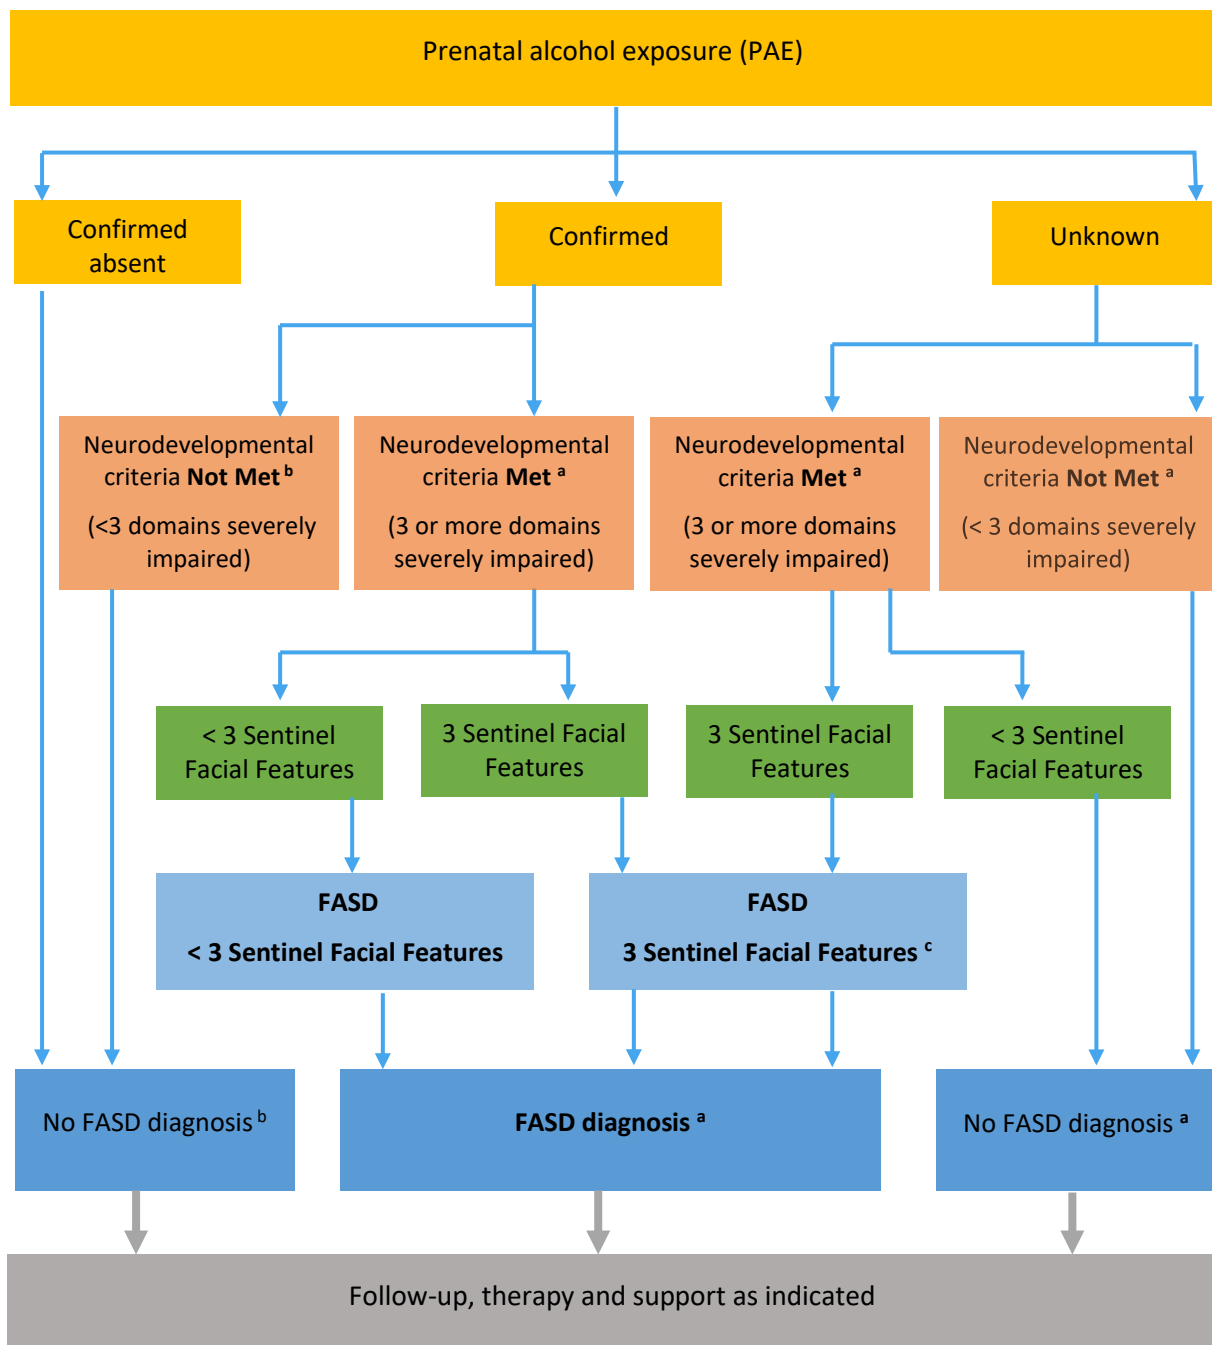 Prenatal alcohol exposure (PAE)
Confirmed
absent
Confirmed
Unknown
Neurodevelopmental
criteria Not Met b
(<3 domains severely
impaired)
Neurodevelopmental
criteria Met a
(3 or more domains
severely impaired)
Neurodevelopmental
criteria Met a
(3 or more domains
severely impaired)
Neurodevelopmental
criteria Not Met a
(< 3 domains severely
impaired)
< 3 Sentinel
Facial Features
3 Sentinel Facial
Features
3 Sentinel Facial
Features
< 3 Sentinel
Facial Features
FASD
< 3 Sentinel Facial Features
FASD
3 Sentinel Facial Features c
No FASD diagnosis b
FASD diagnosis a
No FASD diagnosis a
Follow-up, therapy and support as indicated